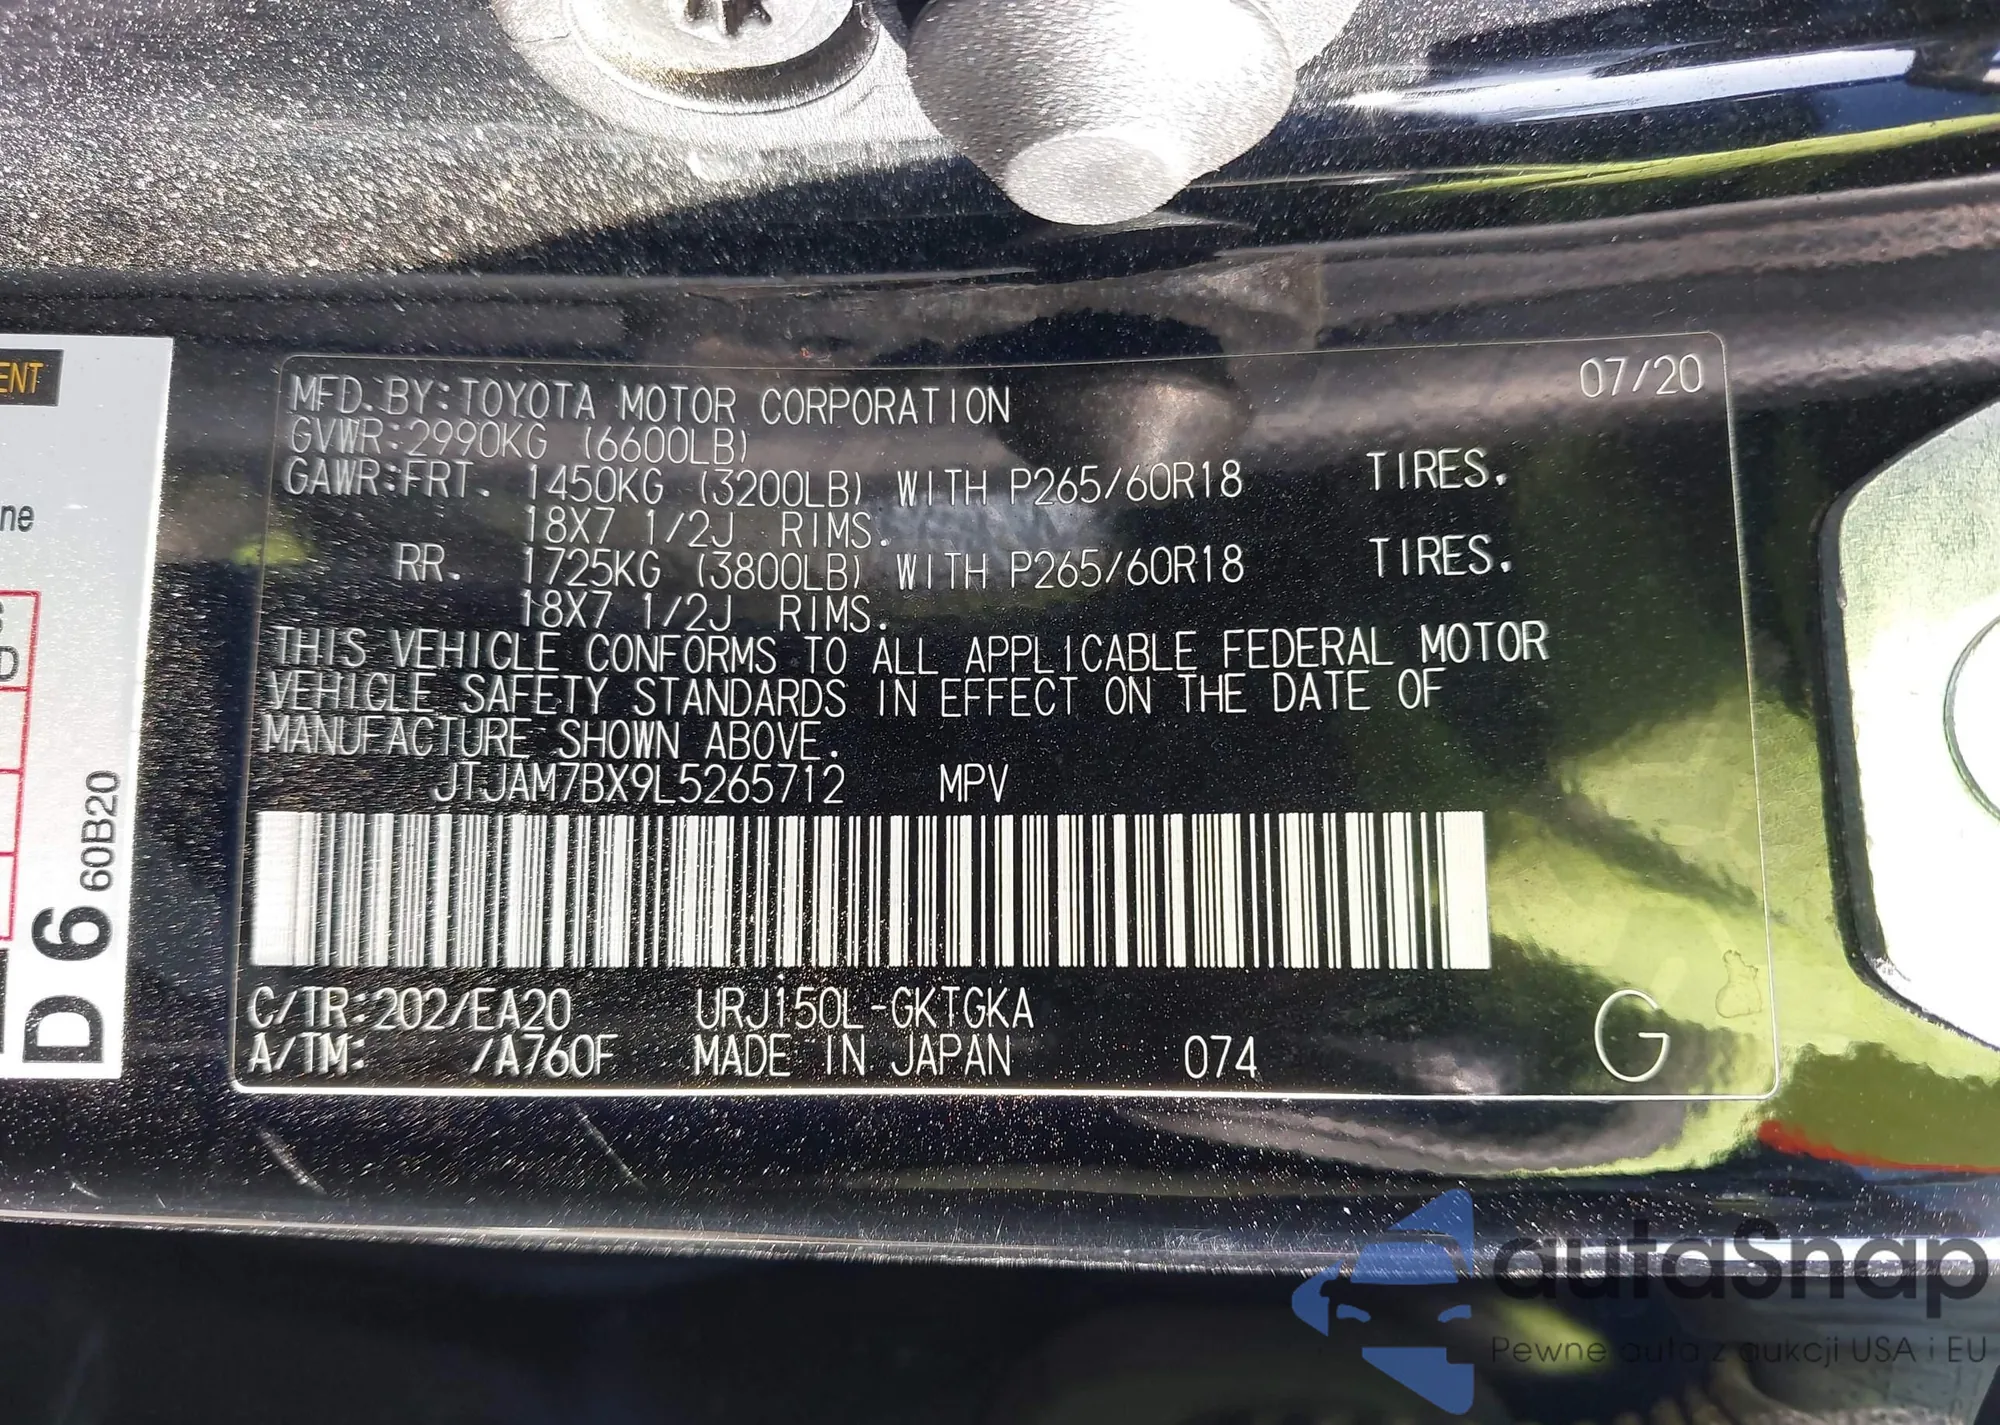 MFD. BY: TOYOTA MOTOR CORPORATION 07/20
GVWR: 2990KG (6600LB)
GAWR: FRT. 1450KG (3200LB) WITH P265/60R18 TIRES.
18X7 1/2J RIMS.
RR. 1725KG (3800LB) WITH P265/60R18 TIRES.
18X7 1/2J RIMS.
THIS VEHICLE CONFORMS TO ALL APPLICABLE FEDERAL MOTOR
VEHICLE SAFETY STANDARDS IN EFFECT ON THE DATE OF
MANUFACTURE SHOWN ABOVE.
JTJAM7BX9L5265712 MPV
C/TR: 202/EA20 URJ150L-GKTGKA
A/TM: /A760F MADE IN JAPAN 074 G
ENT
ne
D
D6 60B20
autaSnap
Pewne auta z aukcji USA i EU